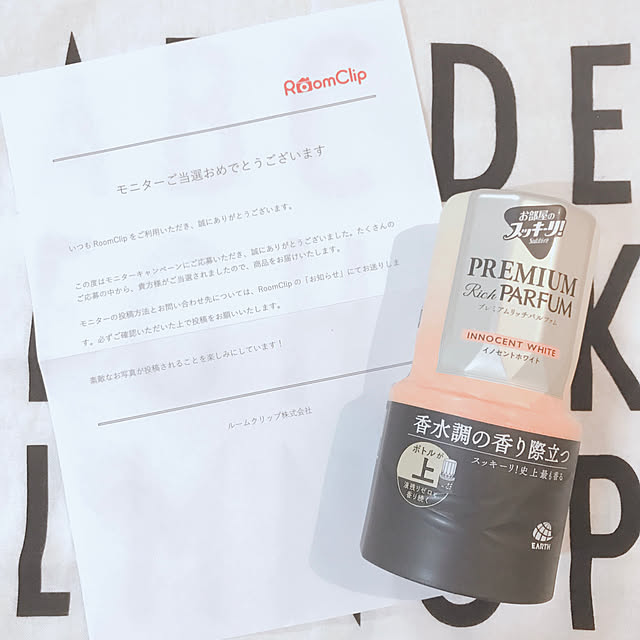 RoomClip
モニターご当選おめでとうございます
いつも RoomClip をご利用いただき、誠にありがとうございます。
この度はモニターキャンペーンにご応募いただき、誠にありがとうございました。たくさんの
ご応募の中から、貴方様がご当選されましたので、商品をお届けいたします。
モニターの投稿方法とお問い合わせ先については、RoomClip の「お知らせ」にてお送りしま
す。必ずご確認いただいた上で投稿をお願いいたします。
素敵なお写真が投稿されることを楽しみにしています！
ルームクリップ株式会社
DE
K
L
P
お部屋の
スッキーリ!
Sukki-ri!
PREMIUM
Rich PARFUM
プレミアムリッチパルファム
INNOCENT WHITE
イノセントホワイト
香水調の香り際立つ
スッキーリ!史上最も香る
ボトルが
上
液残りゼロ
香り続く
EARTH